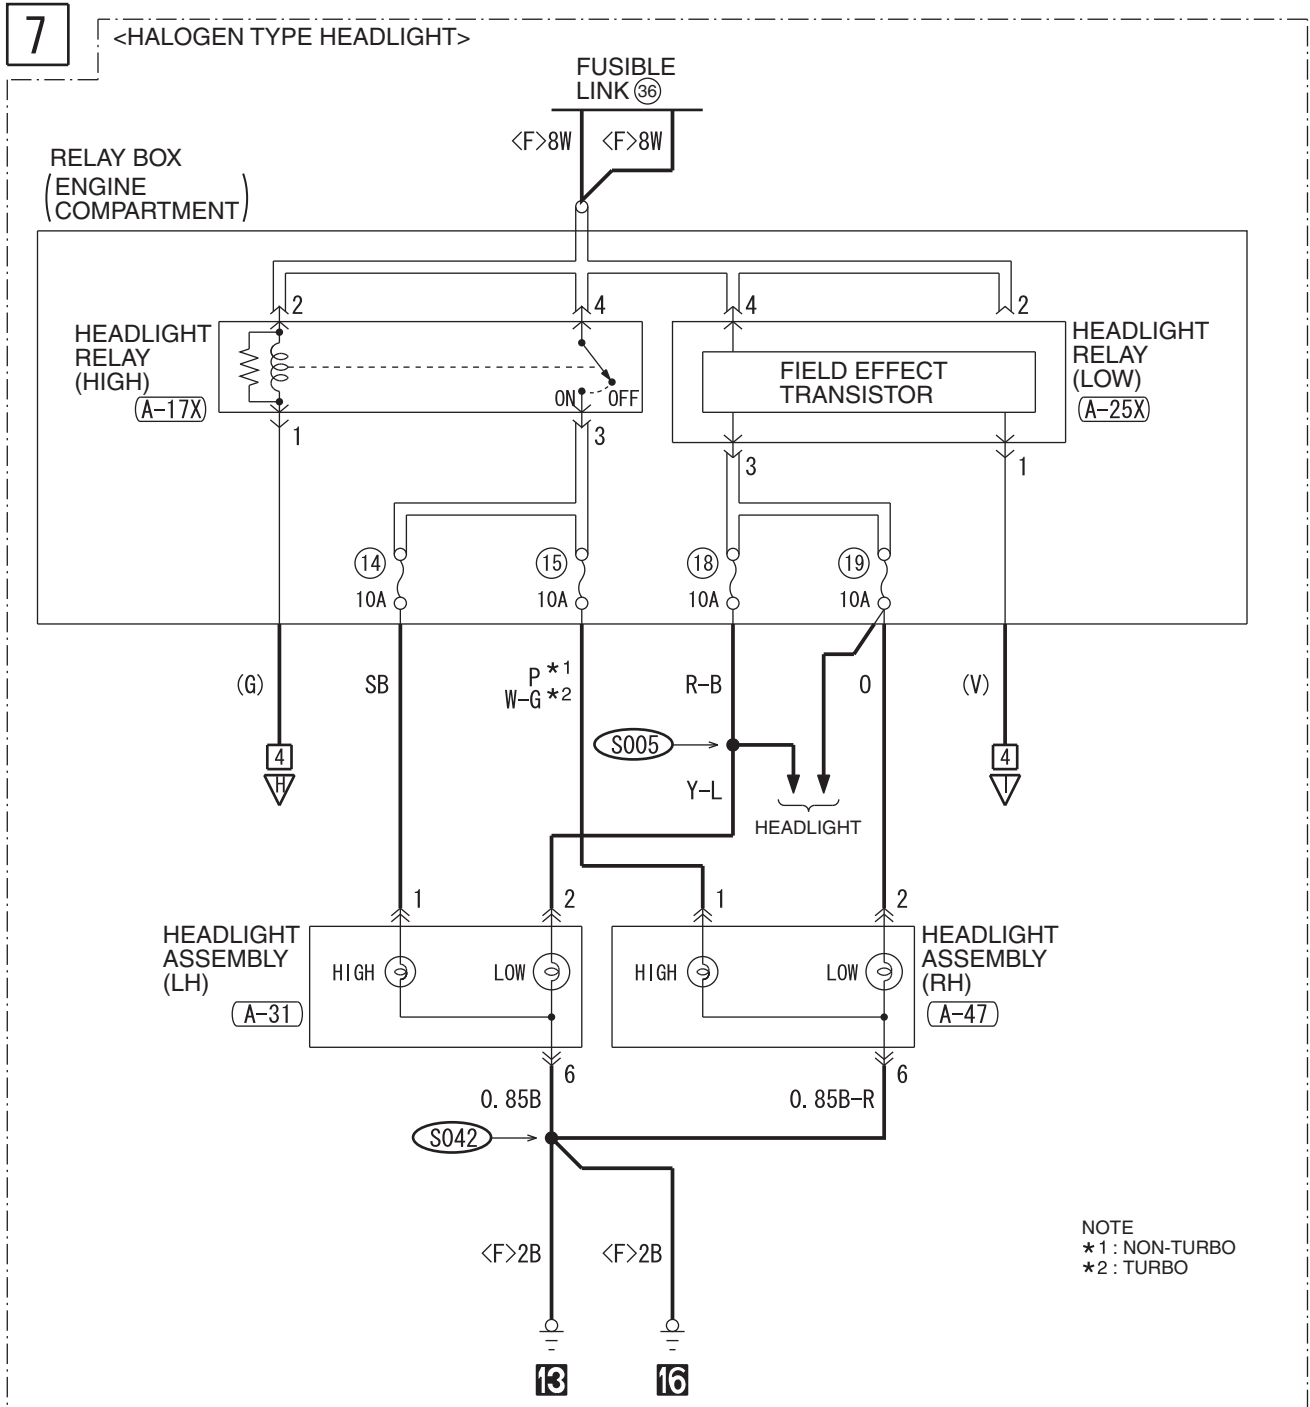 7
<HALOGEN TYPE HEADLIGHT>
FUSIBLE
LINK 36
<F>8W <F>8W
RELAY BOX
(ENGINE
COMPARTMENT)
2 4 4 2
HEADLIGHT
RELAY
(HIGH)
A-17X
ON OFF
FIELD EFFECT
TRANSISTOR
HEADLIGHT
RELAY
(LOW)
A-25X
1 3 3 1
14 15 18 19
10A 10A 10A 10A
(G) SB P *1 R-B O (V)
W-G *2
S005
4 4
H I
Y-L
HEADLIGHT
1 2 1 2
HEADLIGHT
ASSEMBLY
(LH)
A-31
HIGH LOW HIGH LOW
HEADLIGHT
ASSEMBLY
(RH)
A-47
6 6
0.85B 0.85B-R
S042
<F>2B <F>2B
NOTE
*1 : NON-TURBO
*2 : TURBO
13 16